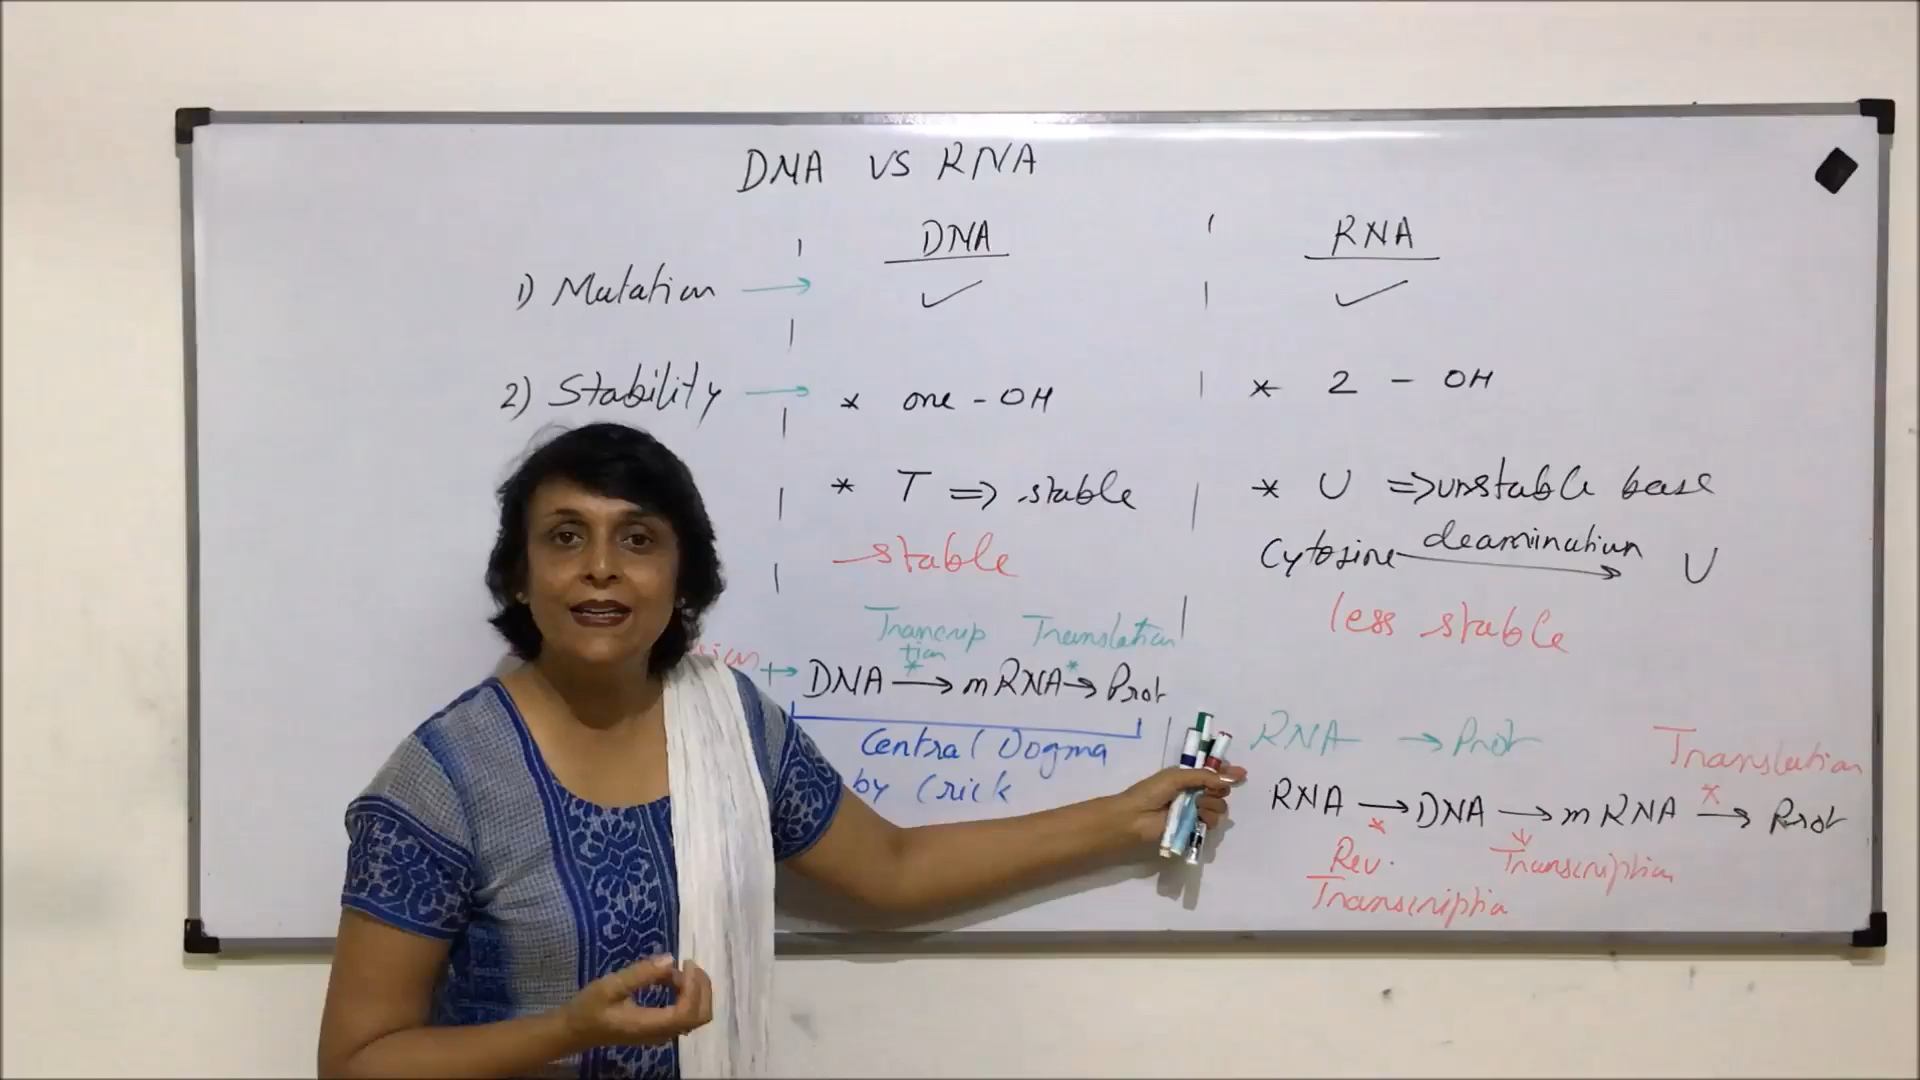 DNA VS RNA
DNA
RNA
1) Mutation → ✓ ✓
2) Stability → * one - OH
* 2 - OH
* T => stable
* U => unstable base
stable
Cytosine deamination → U
less stable
Trancrip Translation
tion
DNA → mRNA → Prot
Central Dogma
by Crick
RNA → Prot
Translation
RNA → DNA → mRNA → Prot
Rev. Transcription
Transcriptio